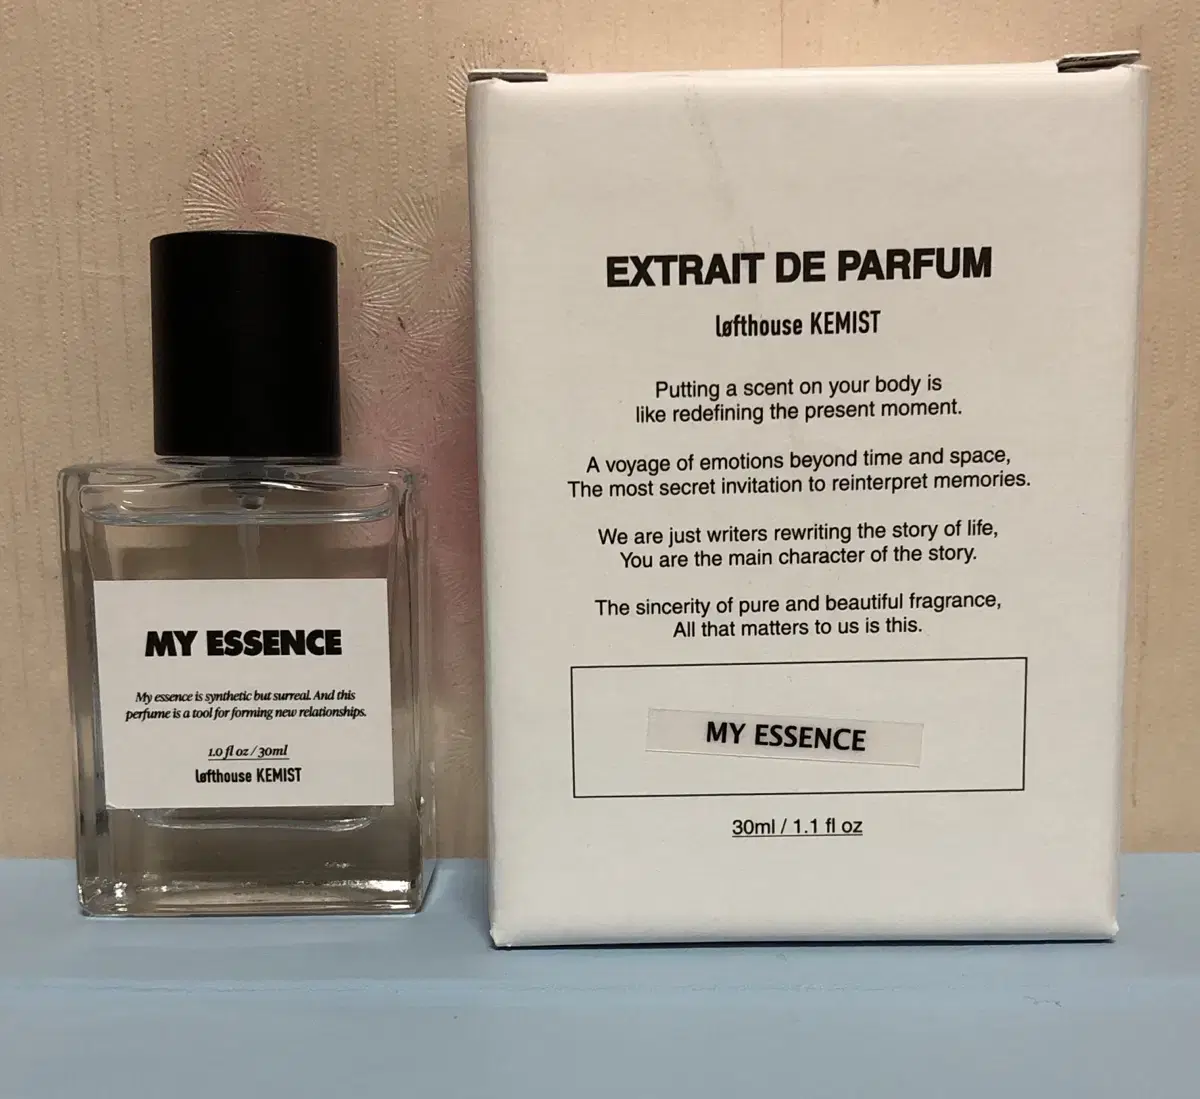 MY ESSENCE
My essence is synthetic but surreal. And this
perfume is a tool for forming new relationships.
1.0 fl oz / 30ml
løfthouse KEMIST
EXTRAIT DE PARFUM
løfthouse KEMIST
Putting a scent on your body is
like redefining the present moment.
A voyage of emotions beyond time and space,
The most secret invitation to reinterpret memories.
We are just writers rewriting the story of life,
You are the main character of the story.
The sincerity of pure and beautiful fragrance,
All that matters to us is this.
MY ESSENCE
30ml / 1.1 fl oz